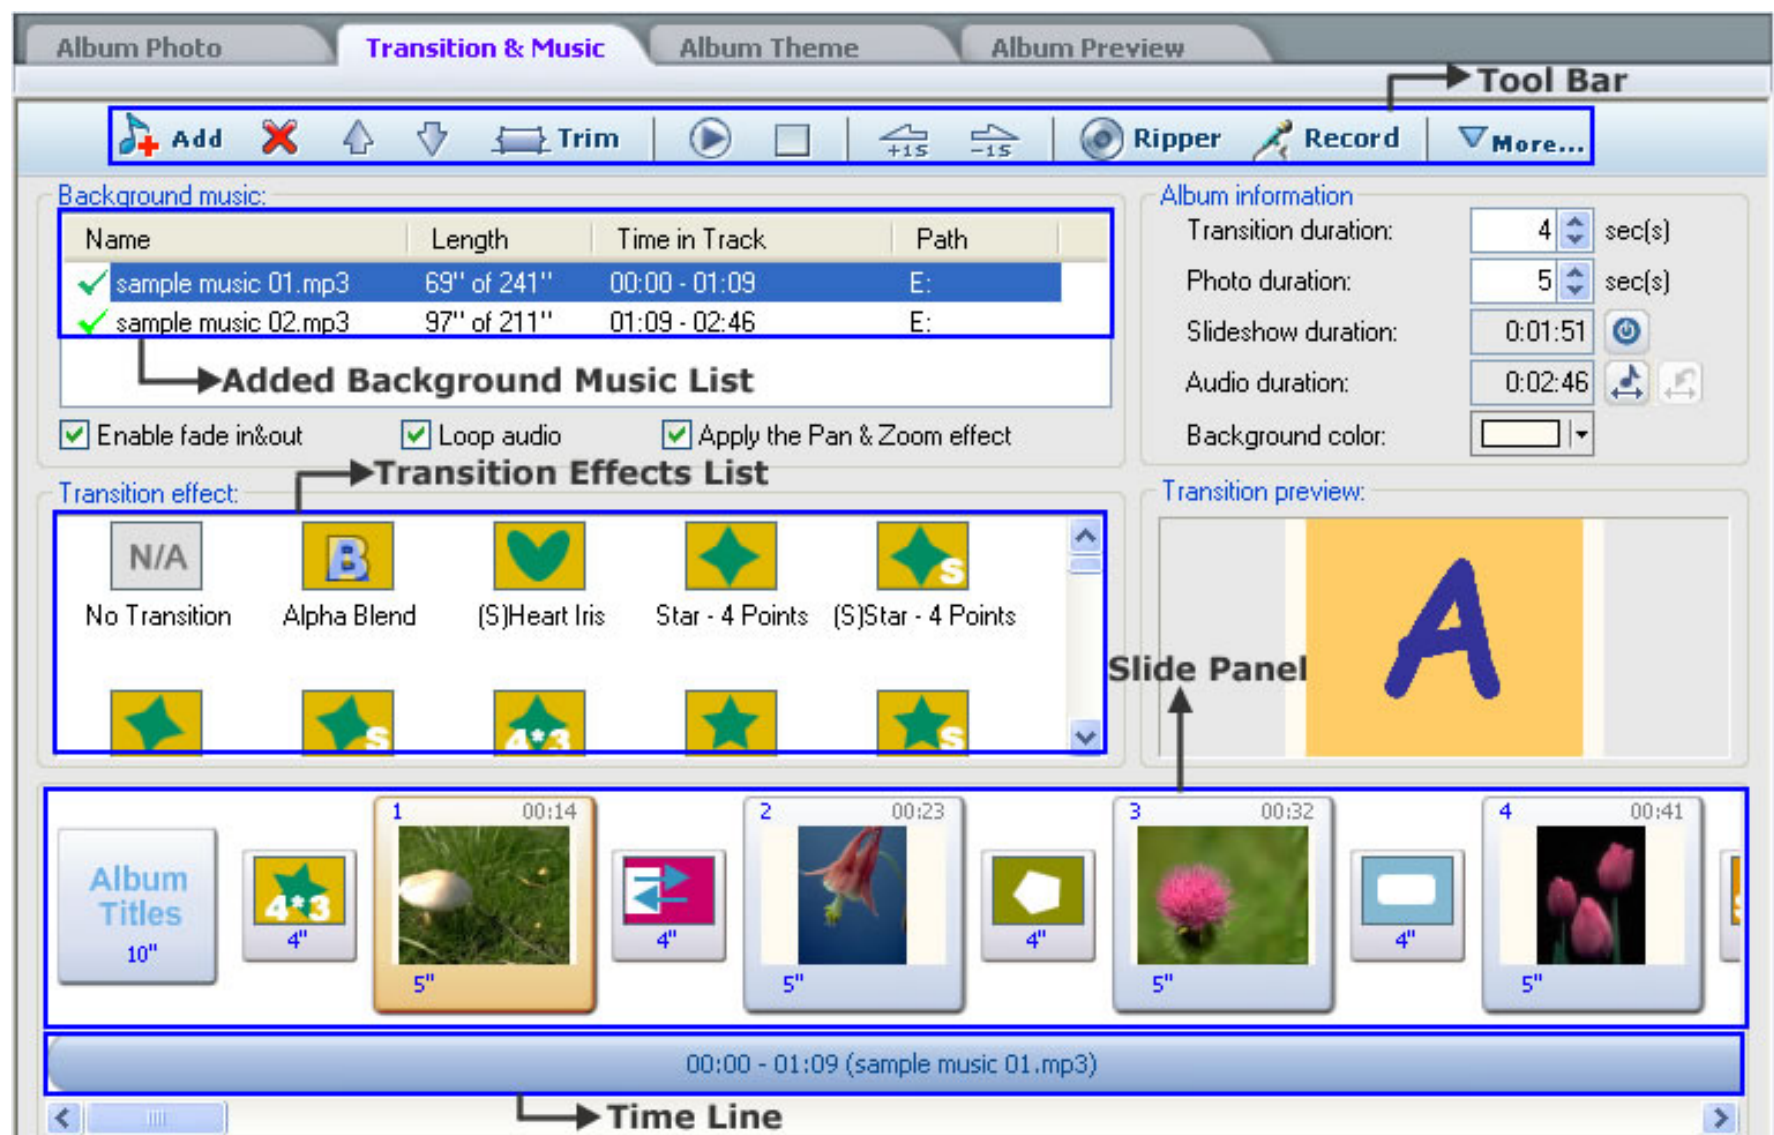 Album Photo Transition & Music Album Theme Album Preview
Tool Bar
Add Trim +1S -1S Ripper Record More...
Background music:
Name Length Time in Track Path
sample music 01.mp3 69'' of 241'' 00:00 - 01:09 E:
sample music 02.mp3 97'' of 211'' 01:09 - 02:46 E:
Added Background Music List
Enable fade in&out Loop audio Apply the Pan & Zoom effect
Album information
Transition duration: 4 sec(s)
Photo duration: 5 sec(s)
Slideshow duration: 0:01:51
Audio duration: 0:02:46
Background color:
Transition Effects List
Transition effect:
N/A B S
No Transition Alpha Blend (S)Heart Iris Star - 4 Points (S)Star - 4 Points
S 4*3 S
Transition preview:
A
Slide Panel
1 00:14 2 00:23 3 00:32 4 00:41
Album
Titles
10" 4*3
4" 4" 4" 4"
5" 5" 5" 5"
00:00 - 01:09 (sample music 01.mp3)
Time Line